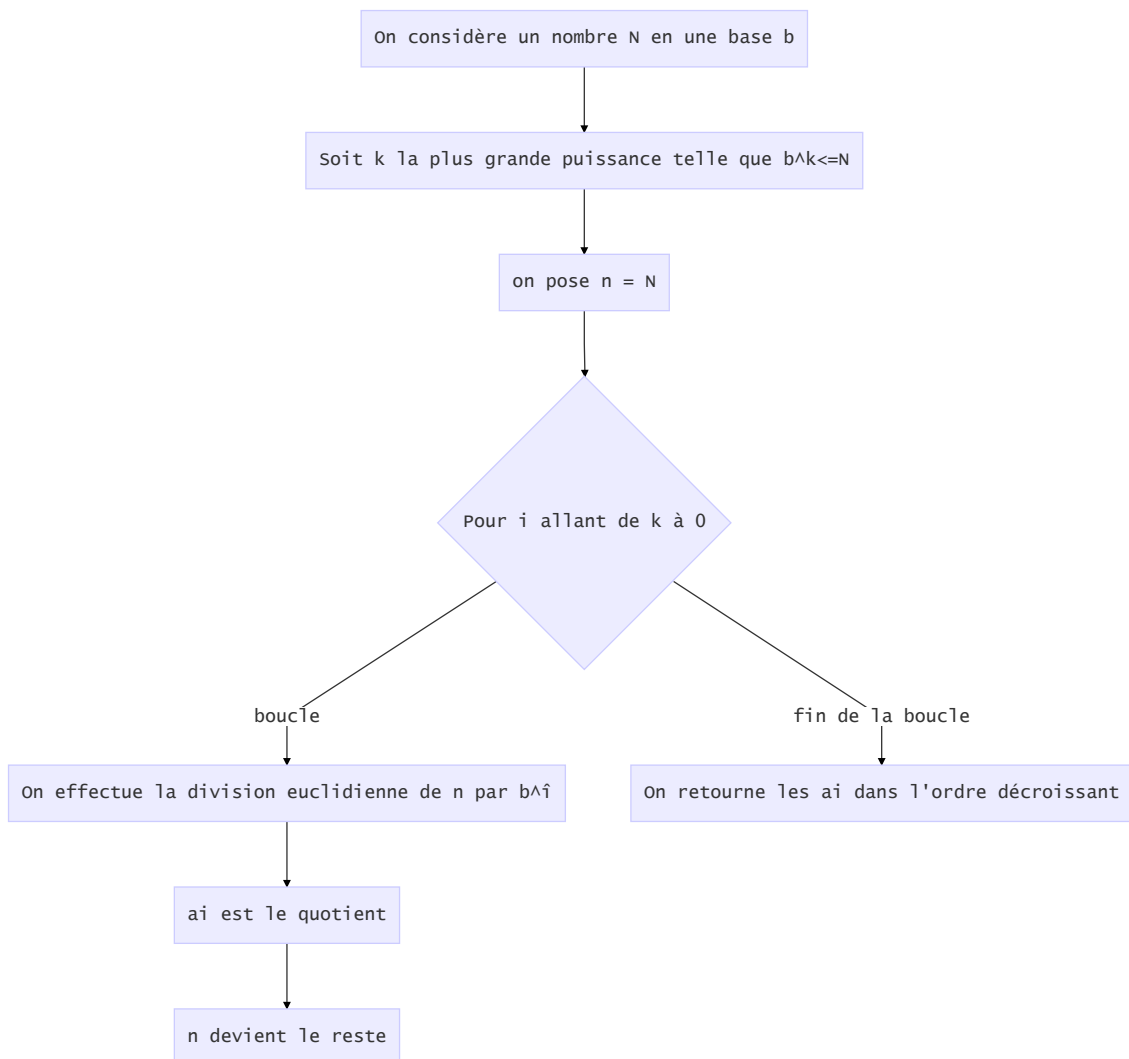 On considère un nombre N en une base b
Soit k la plus grande puissance telle que b^k<=N
on pose n = N
Pour i allant de k à 0
boucle
fin de la boucle
On effectue la division euclidienne de n par b^î
On retourne les ai dans l'ordre décroissant
ai est le quotient
n devient le reste